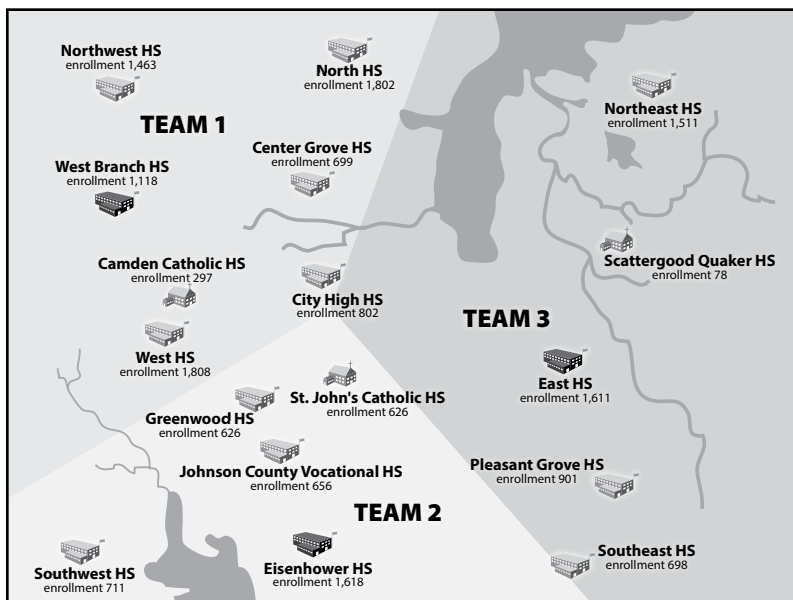 Northwest HS
enrollment 1,463
North HS
enrollment 1,802
Northeast HS
enrollment 1,511
TEAM 1
Center Grove HS
enrollment 699
West Branch HS
enrollment 1,118
Camden Catholic HS
enrollment 297
Scattergood Quaker HS
enrollment 78
City High HS
enrollment 802
TEAM 3
West HS
enrollment 1,808
East HS
enrollment 1,611
St. John's Catholic HS
enrollment 626
Greenwood HS
enrollment 626
Johnson County Vocational HS
enrollment 656
Pleasant Grove HS
enrollment 901
TEAM 2
Southwest HS
enrollment 711
Eisenhower HS
enrollment 1,618
Southeast HS
enrollment 698